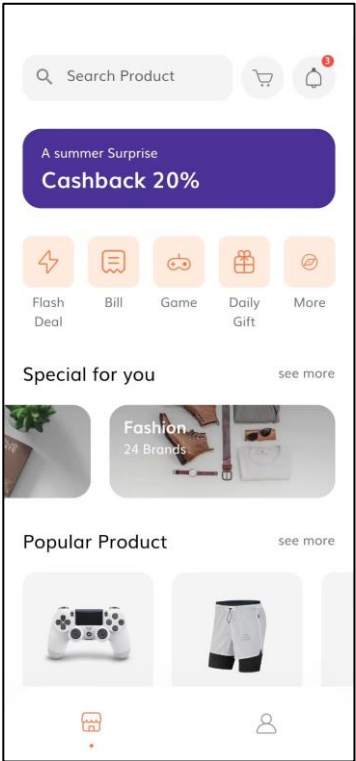 Search Product
3
A summer Surprise
Cashback 20%
Flash
Deal
Bill
Game
Daily
Gift
More
Special for you
see more
Fashion
24 Brands
Popular Product
see more